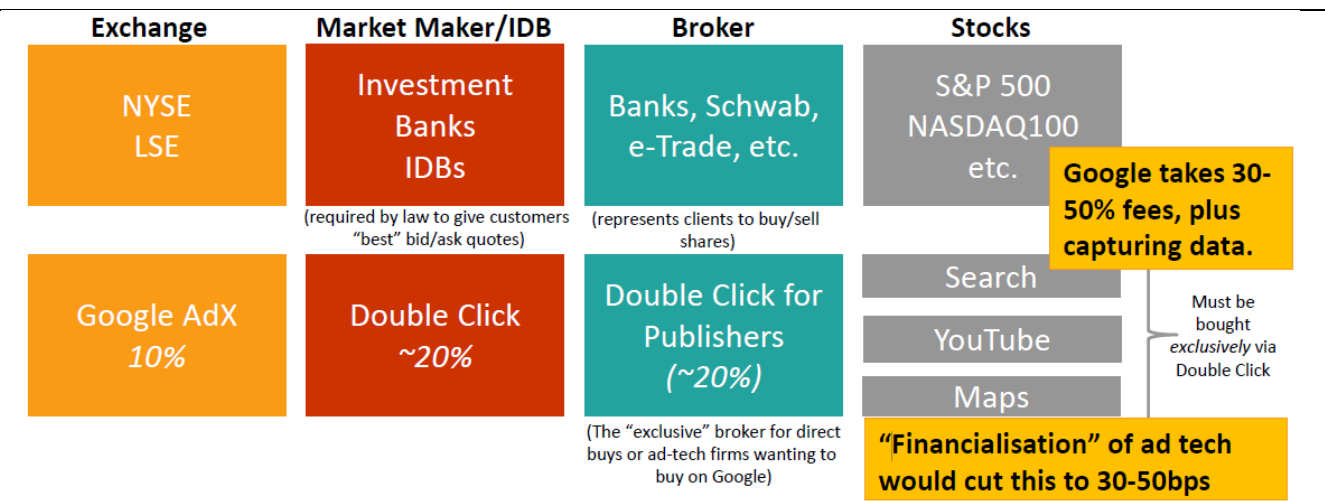 Exchange
Market Maker/IDB
Broker
Stocks
NYSE
LSE
Investment
Banks
IDBs
(required by law to give customers
“best” bid/ask quotes)
Banks, Schwab,
e-Trade, etc.
(represents clients to buy/sell
shares)
S&P 500
NASDAQ100
etc.
Google takes 30-
50% fees, plus
capturing data.
Google AdX
10%
Double Click
~20%
Double Click for
Publishers
(~20%)
(The “exclusive” broker for direct
buys or ad-tech firms wanting to
buy on Google)
Search
YouTube
Maps
Must be
bought
exclusively via
Double Click
“Financialisation” of ad tech
would cut this to 30-50bps